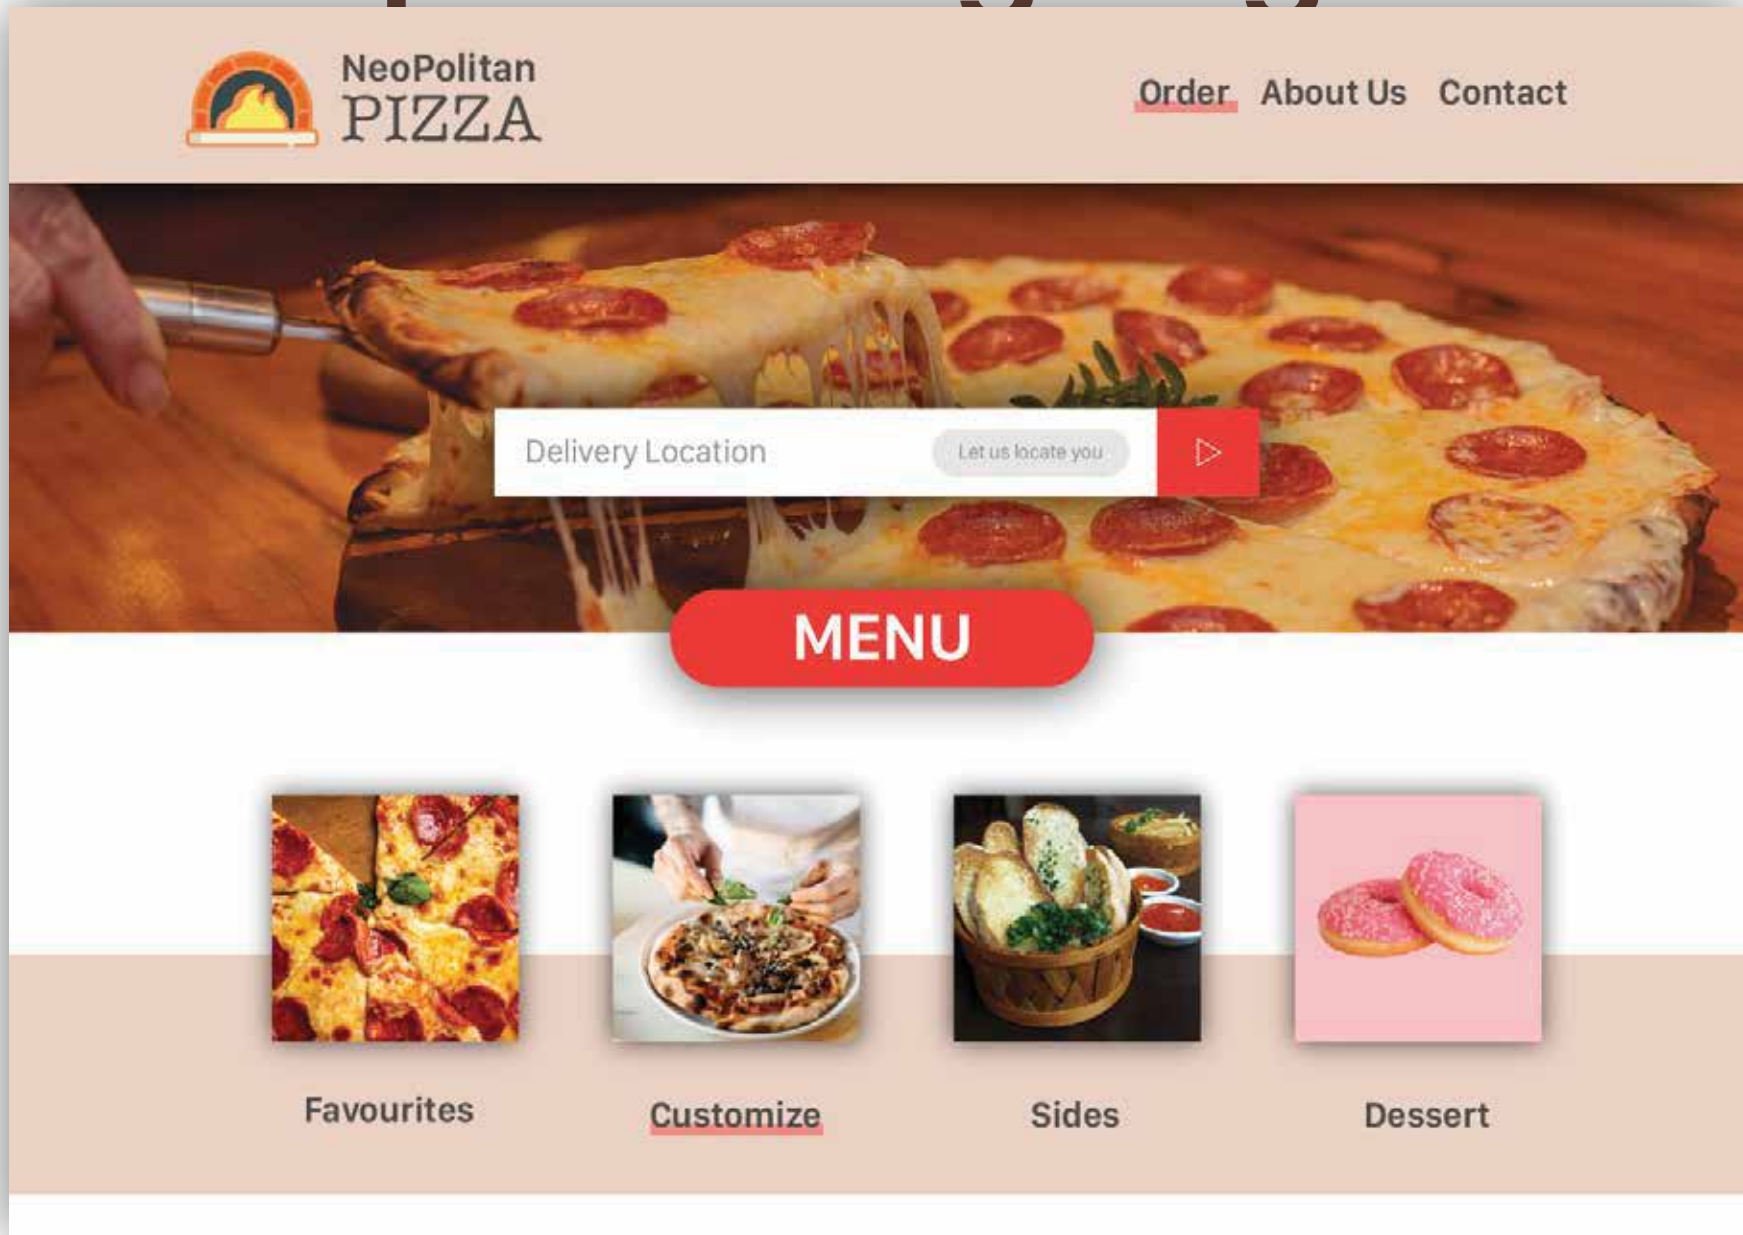 NeoPolitan
PIZZA
Order About Us Contact
Delivery Location Let us locate you
MENU
Favourites Customize Sides Dessert